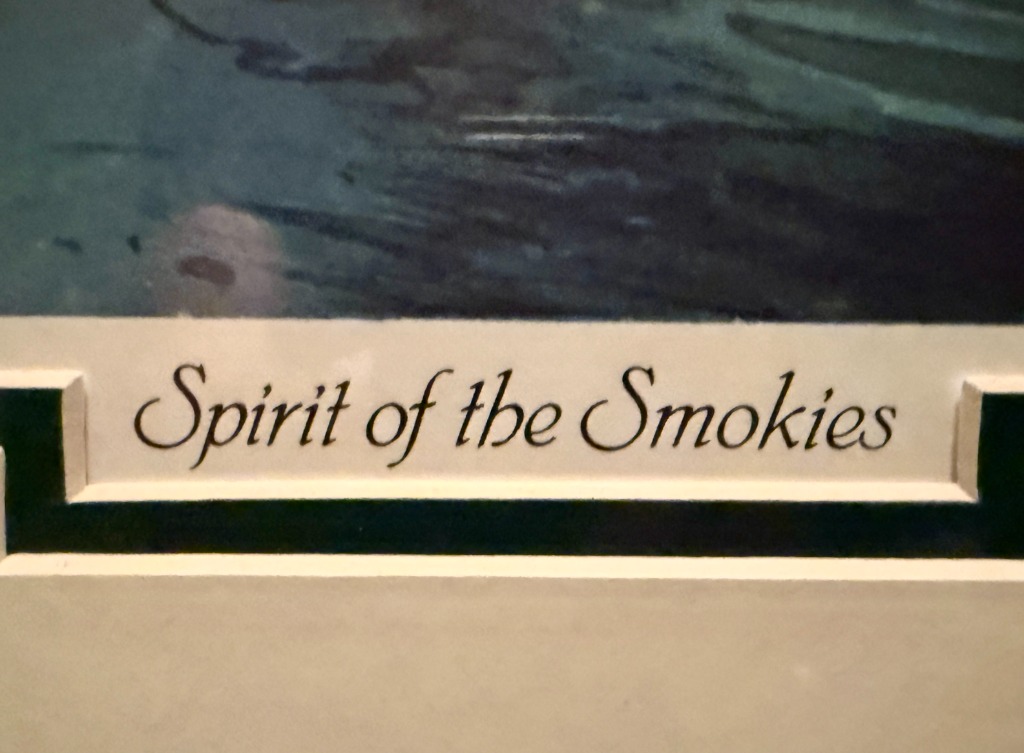 Spirit of the Smokies